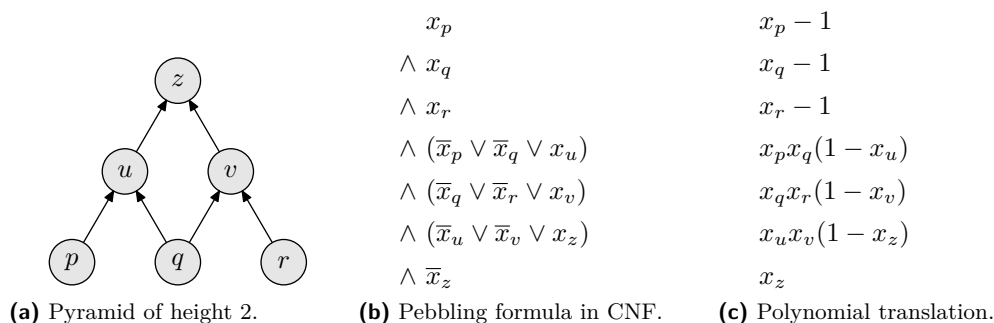 z
u v
p q r
(a) Pyramid of height 2.
x_p
∧ x_q
∧ x_r
∧ (x̅_p ∨ x̅_q ∨ x_u)
∧ (x̅_q ∨ x̅_r ∨ x_v)
∧ (x̅_u ∨ x̅_v ∨ x_z)
∧ x̅_z
(b) Pebbling formula in CNF.
x_p − 1
x_q − 1
x_r − 1
x_p x_q (1 − x_u)
x_q x_r (1 − x_v)
x_u x_v (1 − x_z)
x_z
(c) Polynomial translation.